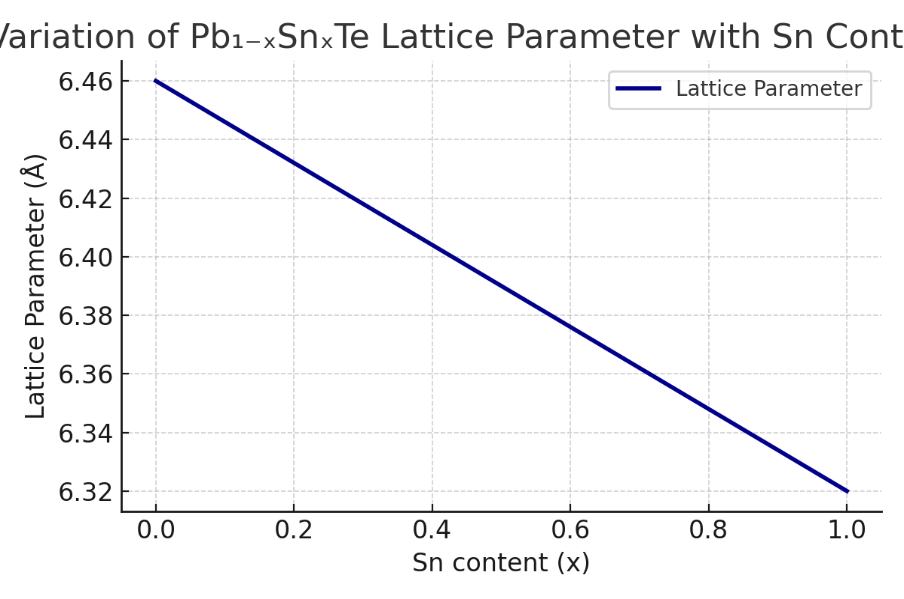 Variation of Pb₁₋ₓSnₓTe Lattice Parameter with Sn Cont
Lattice Parameter
Lattice Parameter (Å)
6.46
6.44
6.42
6.40
6.38
6.36
6.34
6.32
0.0 0.2 0.4 0.6 0.8 1.0
Sn content (x)